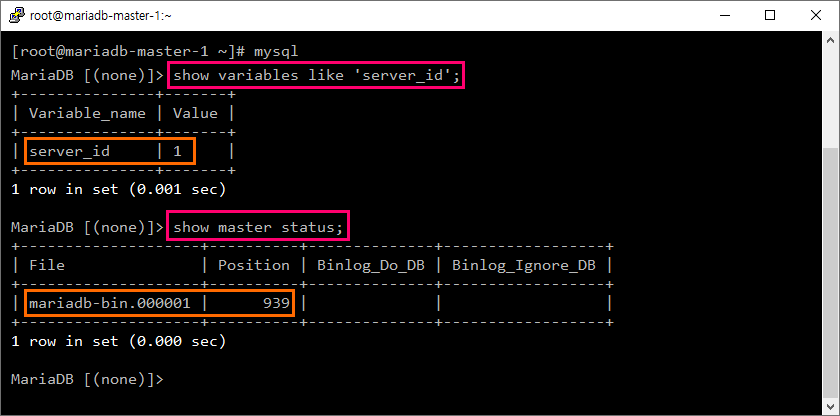 root@mariadb-master-1:~
[root@mariadb-master-1 ~]# mysql
MariaDB [(none)]> show variables like 'server_id';
+---------------+-------+
| Variable_name | Value |
+---------------+-------+
| server_id     | 1     |
+---------------+-------+
1 row in set (0.001 sec)

MariaDB [(none)]> show master status;
+--------------------+----------+--------------+------------------+
| File               | Position | Binlog_Do_DB | Binlog_Ignore_DB |
+--------------------+----------+--------------+------------------+
| mariadb-bin.000001 |      939 |              |                  |
+--------------------+----------+--------------+------------------+
1 row in set (0.000 sec)

MariaDB [(none)]>